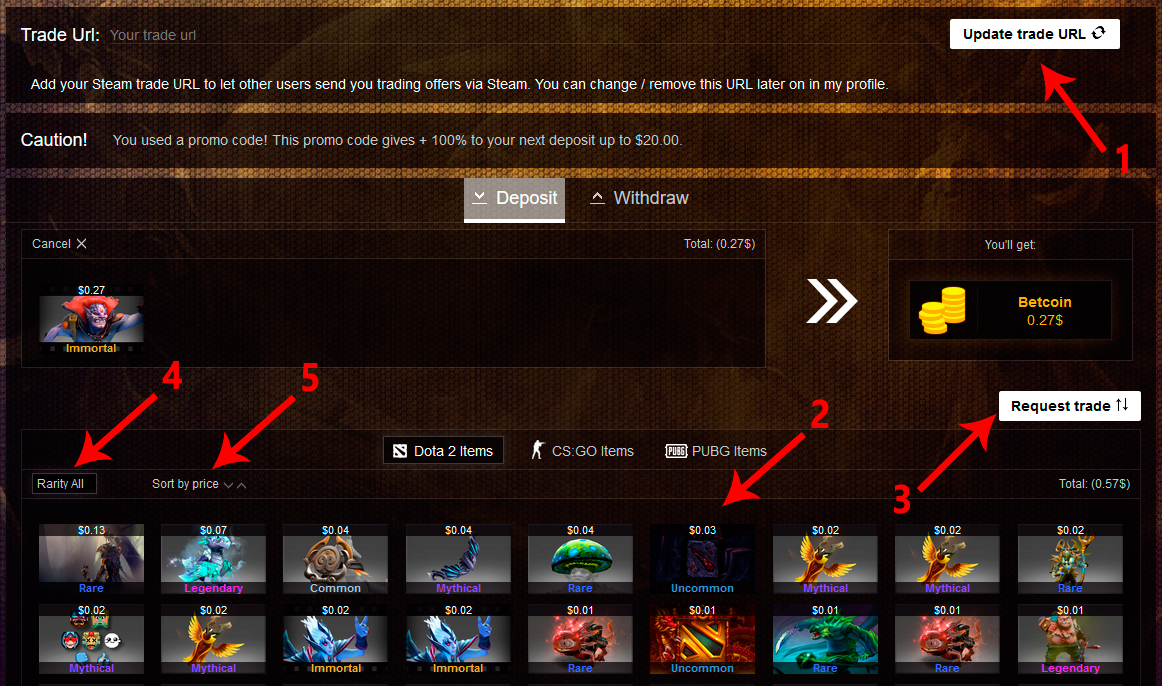 Trade Url: Your trade url
Update trade URL
Add your Steam trade URL to let other users send you trading offers via Steam. You can change / remove this URL later on in my profile.
1
Caution! You used a promo code! This promo code gives + 100% to your next deposit up to $20.00.
Deposit Withdraw
Cancel Total: (0.27$)
You'll get:
$0.27
Immortal
Betcoin
0.27$
4 5
Request trade
2
3
Dota 2 Items CS:GO Items PUBG PUBG Items
Rarity All Sort by price Total: (0.57$)
$0.13 $0.07 $0.04 $0.04 $0.04 $0.03 $0.02 $0.02 $0.02
Rare Legendary Common Mythical Rare Uncommon Mythical Mythical Rare
$0.02 $0.02 $0.02 $0.02 $0.01 $0.01 $0.01 $0.01 $0.01
Mythical Mythical Immortal Immortal Rare Uncommon Rare Rare Legendary